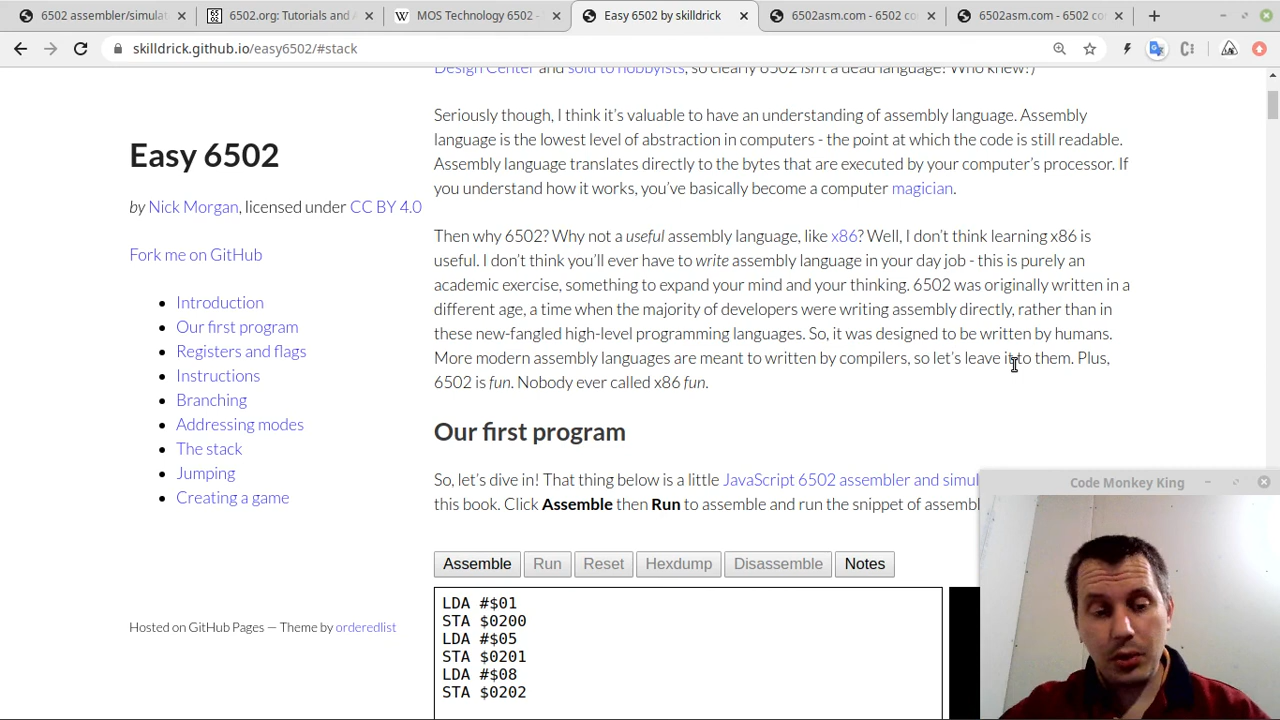 6502 assembler/simulat
6502.org: Tutorials and A
MOS Technology 6502 -
Easy 6502 by skilldrick
6502asm.com - 6502 co
6502asm.com - 6502 co
skilldrick.github.io/easy6502/#stack
Design Center and sold to hobbyists, so clearly 6502 isn't a dead language! Who knew?)
Seriously though, I think it's valuable to have an understanding of assembly language. Assembly
language is the lowest level of abstraction in computers - the point at which the code is still readable.
Assembly language translates directly to the bytes that are executed by your computer's processor. If
you understand how it works, you've basically become a computer magician.
Then why 6502? Why not a useful assembly language, like x86? Well, I don't think learning x86 is
useful. I don't think you'll ever have to write assembly language in your day job - this is purely an
academic exercise, something to expand your mind and your thinking. 6502 was originally written in a
different age, a time when the majority of developers were writing assembly directly, rather than in
these new-fangled high-level programming languages. So, it was designed to be written by humans.
More modern assembly languages are meant to written by compilers, so let's leave it to them. Plus,
6502 is fun. Nobody ever called x86 fun.
Our first program
So, let's dive in! That thing below is a little JavaScript 6502 assembler and simul
this book. Click Assemble then Run to assemble and run the snippet of assembl
Assemble
Run
Reset
Hexdump
Disassemble
Notes
LDA #$01
STA $0200
LDA #$05
STA $0201
LDA #$08
STA $0202
Easy 6502
by Nick Morgan, licensed under CC BY 4.0
Fork me on GitHub
Introduction
Our first program
Registers and flags
Instructions
Branching
Addressing modes
The stack
Jumping
Creating a game
Hosted on GitHub Pages — Theme by orderedlist
Code Monkey King